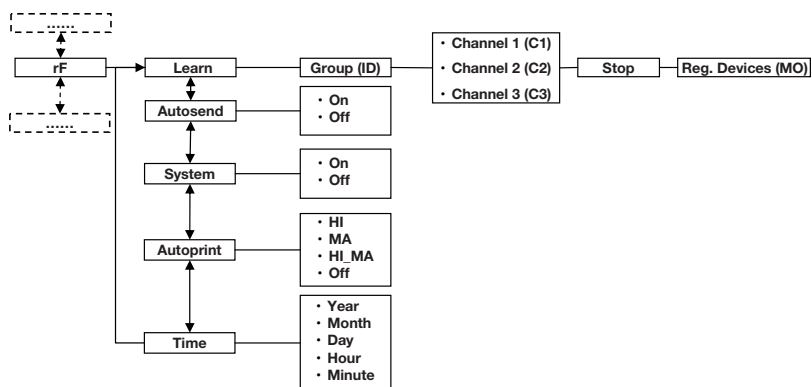 ......
rF
......
Learn
Group (ID)
• Channel 1 (C1)
• Channel 2 (C2)
• Channel 3 (C3)
Stop
Reg. Devices (MO)
Autosend
• On
• Off
System
• On
• Off
Autoprint
• HI
• MA
• HI_MA
• Off
Time
• Year
• Month
• Day
• Hour
• Minute